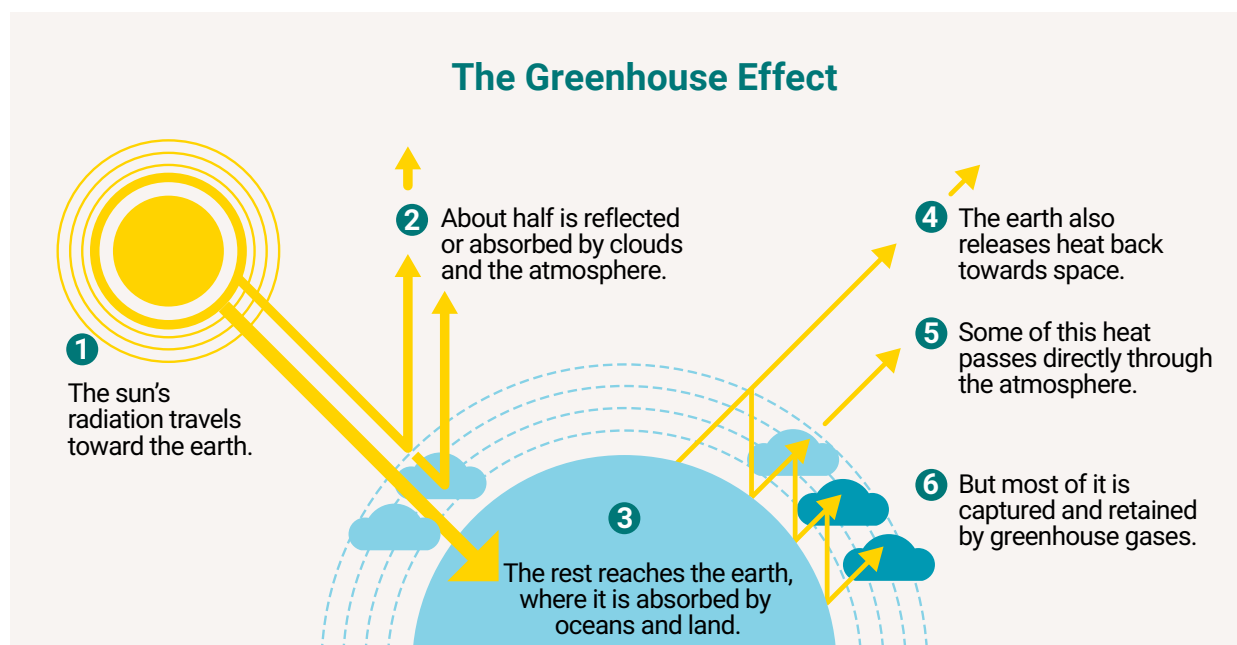 The Greenhouse Effect
1
The sun's
radiation travels
toward the earth.
2
About half is reflected
or absorbed by clouds
and the atmosphere.
3
The rest reaches the earth,
where it is absorbed by
oceans and land.
4
The earth also
releases heat back
towards space.
5
Some of this heat
passes directly through
the atmosphere.
6
But most of it is
captured and retained
by greenhouse gases.